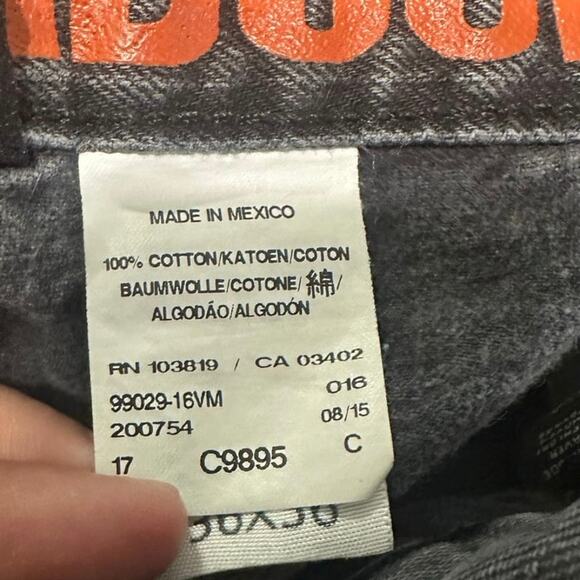 MADE IN MEXICO
100% COTTON/KATOEN/COTON
BAUMWOLLE/COTONE/綿/
ALGODÃO/ALGODÓN
RN 103819 / CA 03402
99029-16VM 016
200754 08/15
17 C9895 C